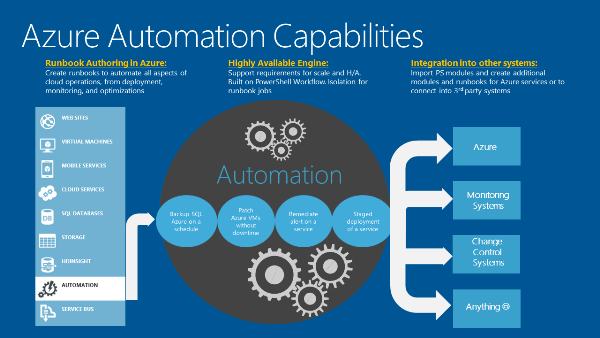 Azure Automation Capabilities
Runbook Authoring in Azure:
Create runbooks to automate all aspects of
cloud operations, from deployment,
monitoring, and optimizations
Highly Available Engine:
Support requirements for scale and H/A.
Built on PowerShell Workflow Isolation for
runbook jobs
Integration into other systems:
Import PS modules and create additional
modules and runbooks for Azure services or to
connect into 3rd party systems
WEB SITES
VIRTUAL MACHINES
MOBILE SERVICES
CLOUD SERVICES
SQL DATABASES
DB
STORAGE
HDINSIGHT
AUTOMATION
SERVICE BUS
Automation
Backup SQL
Azure on a
schedule
Patch
Azure VMs
without
downtime
Remediate
alert on a
service
Staged
deployment
of a service
Azure
Monitoring
Systems
Change
Control
Systems
Anything ☺